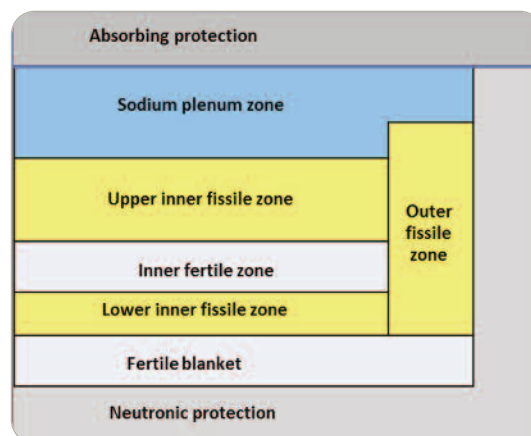 Absorbing protection
Sodium plenum zone
Upper inner fissile zone
Outer
fissile
zone
Inner fertile zone
Lower inner fissile zone
Fertile blanket
Neutronic protection